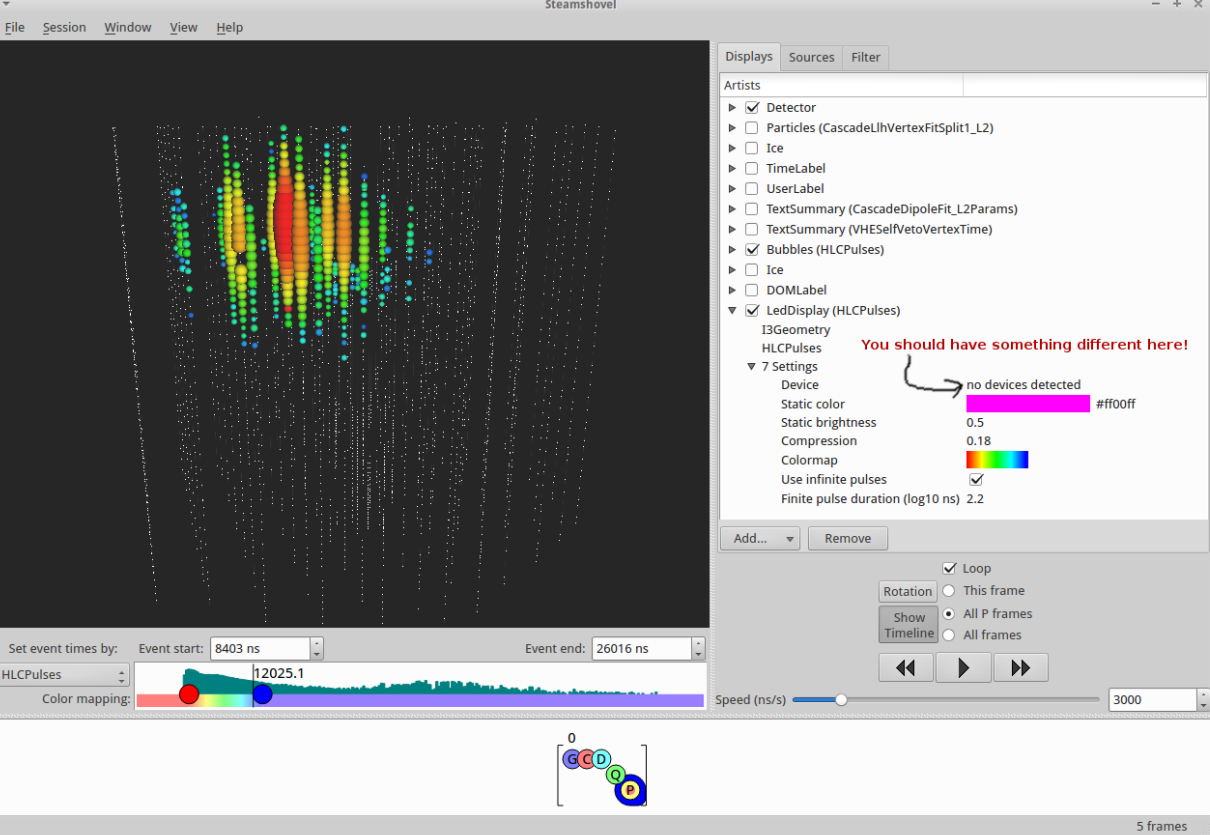 Steamshovel
File Session Window View Help
Displays Sources Filter
Artists
Detector
Particles (CascadeLlhVertexFitSplit1_L2)
Ice
TimeLabel
UserLabel
TextSummary (CascadeDipoleFit_L2Params)
TextSummary (VHESelfVetoVertexTime)
Bubbles (HLCPulses)
Ice
DOMLabel
LedDisplay (HLCPulses)
I3Geometry
HLCPulses
You should have something different here!
7 Settings
Device no devices detected
Static color #ff00ff
Static brightness 0.5
Compression 0.18
Colormap
Use infinite pulses
Finite pulse duration (log10 ns) 2.2
Add... Remove
Loop
Rotation This frame
Show Timeline All P frames
All frames
Set event times by: Event start: 8403 ns Event end: 26016 ns
HLCPulses 12025.1
Color mapping:
Speed (ns/s) 3000
0
G C D
Q
P
5 frames